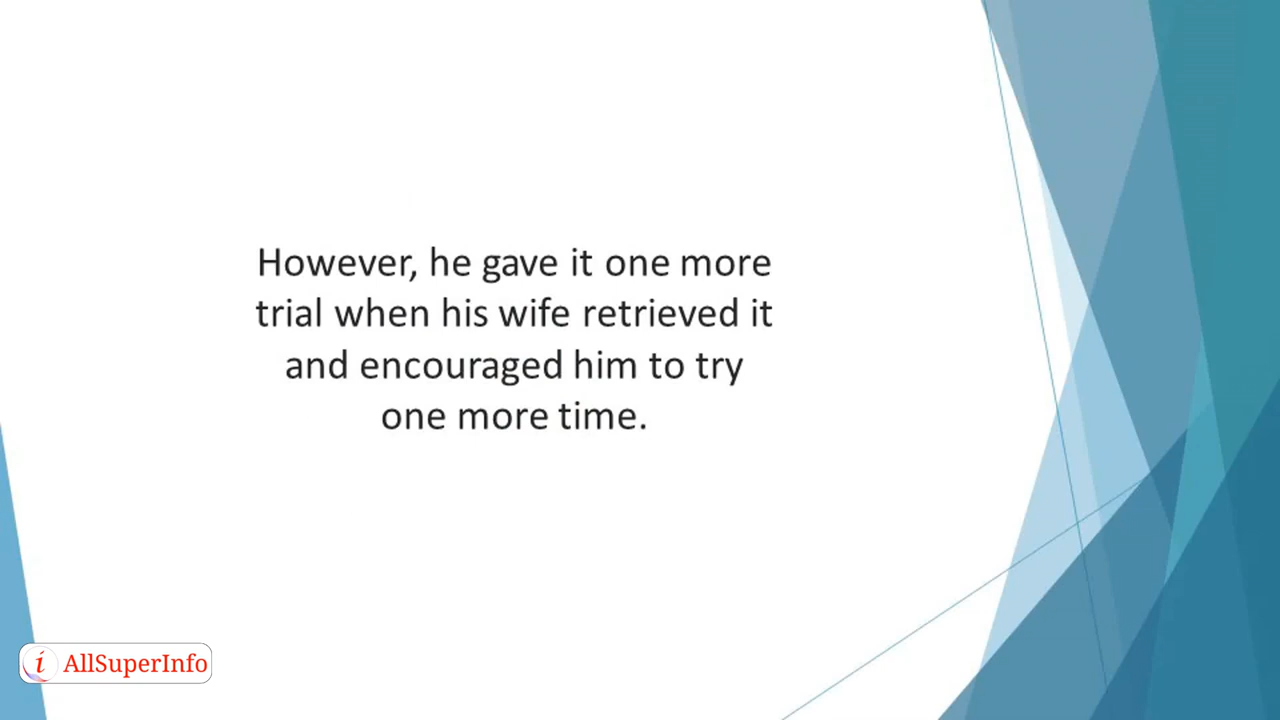 However, he gave it one more
trial when his wife retrieved it
and encouraged him to try
one more time.
i AllSuperInfo